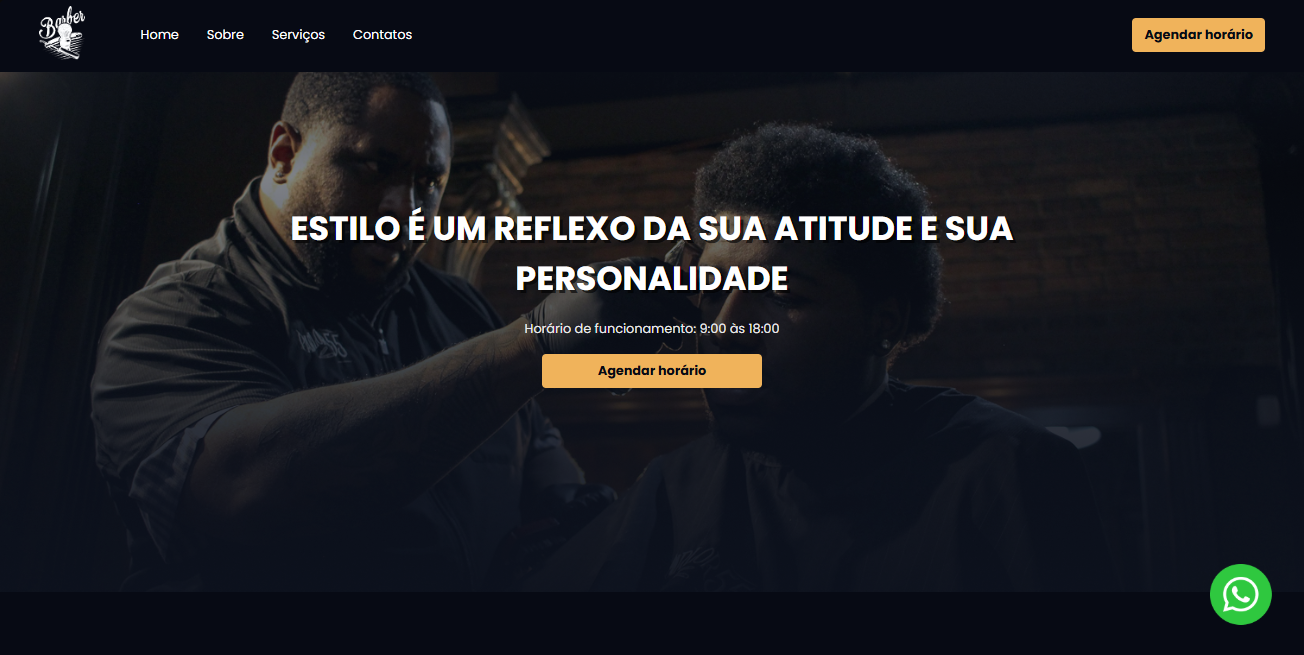 Barber
Home
Sobre
Serviços
Contatos
Agendar horário
ESTILO É UM REFLEXO DA SUA ATITUDE E SUA
PERSONALIDADE
Horário de funcionamento: 9:00 às 18:00
Agendar horário